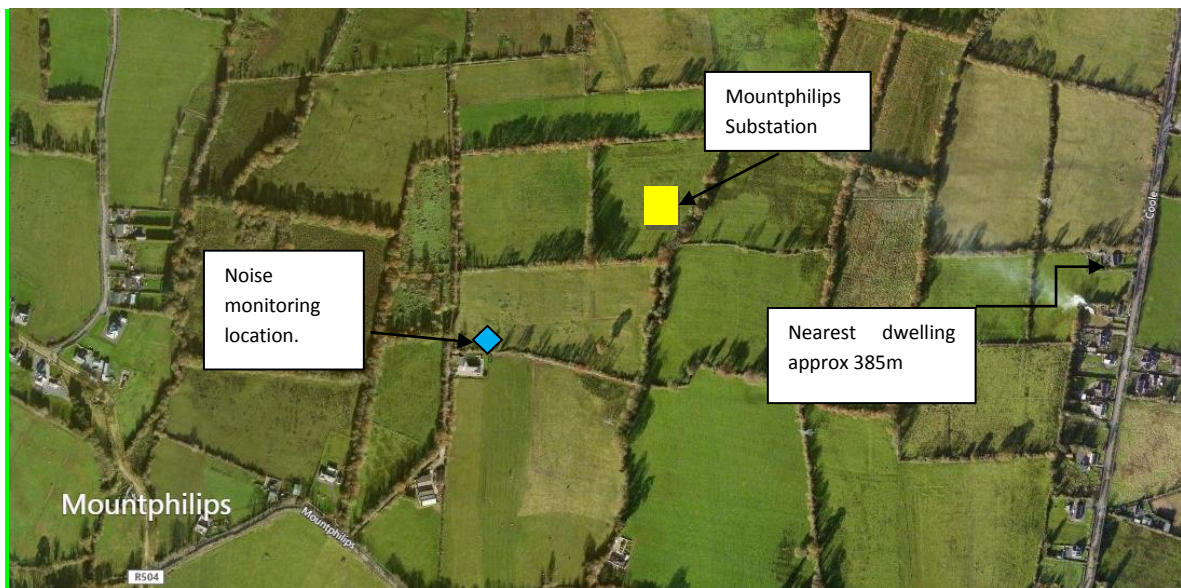 Mountphilips
Substation
Coole
Noise
monitoring
location.
Nearest dwelling
approx 385m
Mountphilips
Mountphilips
R504